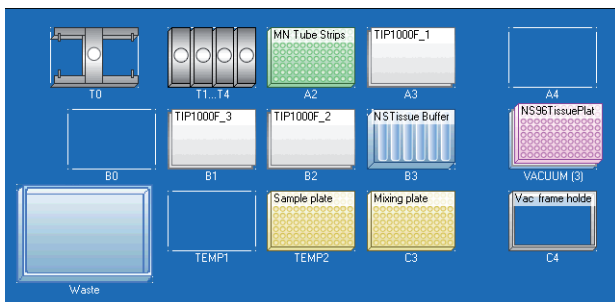 MN Tube Strips
TIP1000F_1
T0
T1...T4
A2
A3
A4
TIP1000F_3
TIP1000F_2
NSTissue Buffer
NS96TissuePlat
B0
B1
B2
B3
VACUUM (3)
Sample plate
Mixing plate
Vac frame holde
TEMP1
TEMP2
C3
C4
Waste